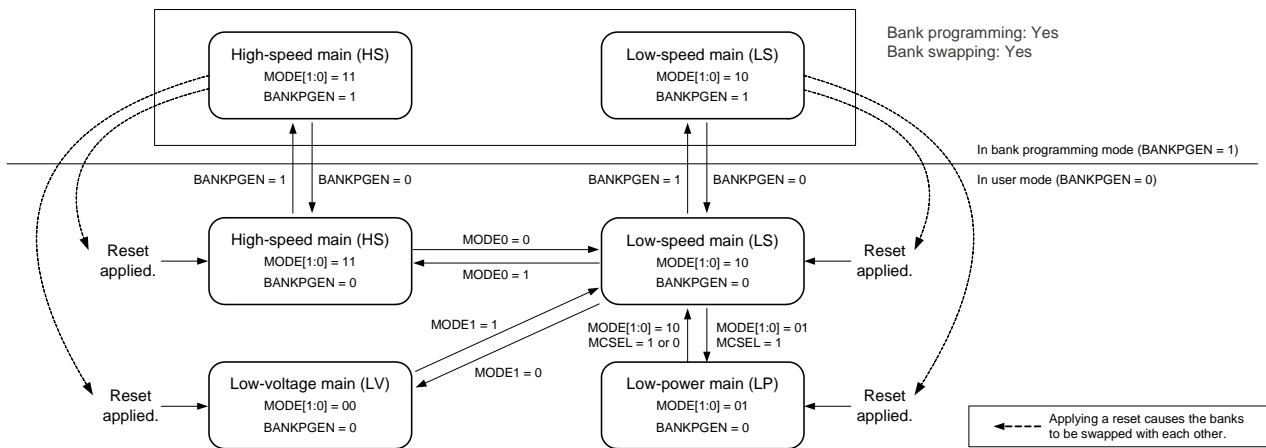 Bank programming: Yes
Bank swapping: Yes
High-speed main (HS)
MODE[1:0] = 11
BANKPGEN = 1
Low-speed main (LS)
MODE[1:0] = 10
BANKPGEN = 1
In bank programming mode (BANKPGEN = 1)
In user mode (BANKPGEN = 0)
BANKPGEN = 1
BANKPGEN = 0
BANKPGEN = 1
BANKPGEN = 0
Reset
applied.
High-speed main (HS)
MODE[1:0] = 11
BANKPGEN = 0
MODE0 = 0
MODE0 = 1
Low-speed main (LS)
MODE[1:0] = 10
BANKPGEN = 0
Reset
applied.
MODE1 = 1
MODE1 = 0
MODE[1:0] = 10
MCSEL = 1 or 0
MODE[1:0] = 01
MCSEL = 1
Reset
applied.
Low-voltage main (LV)
MODE[1:0] = 00
BANKPGEN = 0
Low-power main (LP)
MODE[1:0] = 01
BANKPGEN = 0
Reset
applied.
Applying a reset causes the banks
to be swapped with each other.